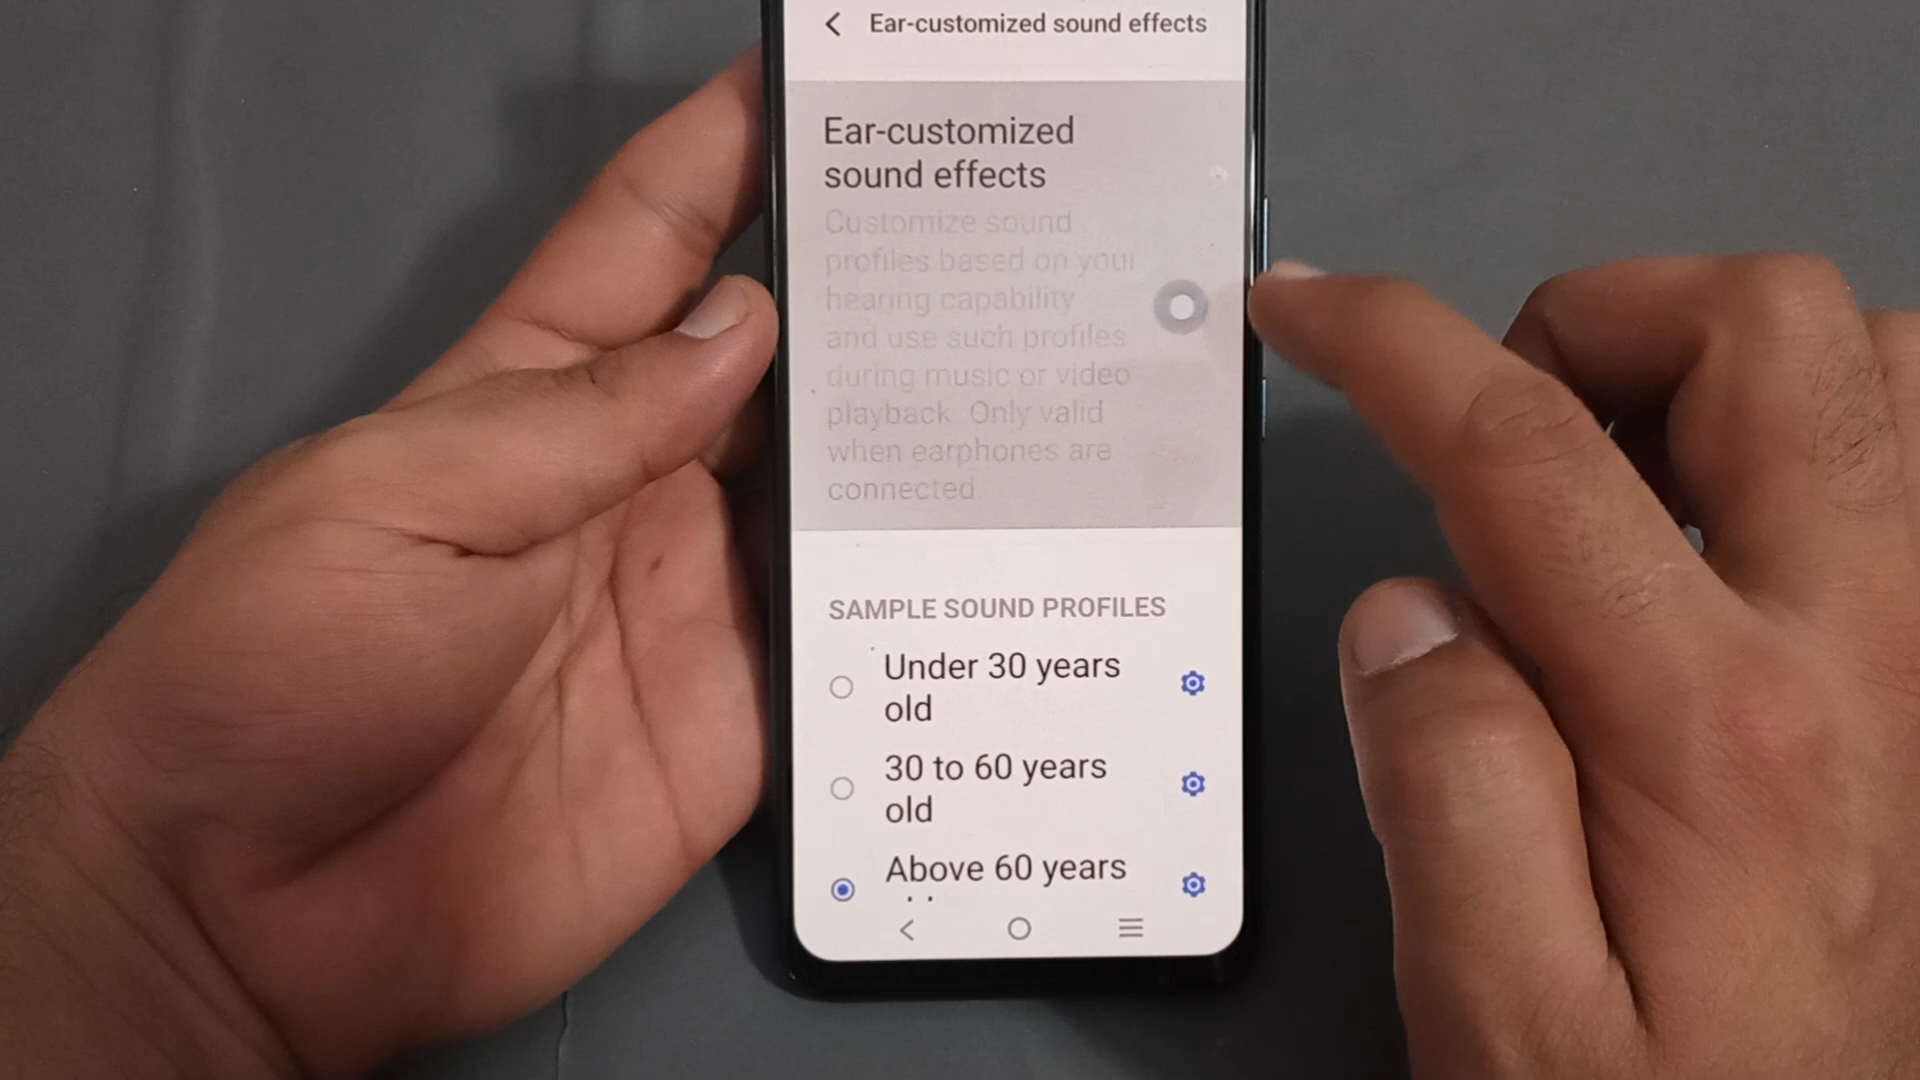 Ear-customized sound effects
Ear-customized
sound effects
Customize sound
profiles based on your
hearing capability
and use such profiles
during music or video
playback. Only valid
when earphones are
connected.
SAMPLE SOUND PROFILES
Under 30 years
old
30 to 60 years
old
Above 60 years